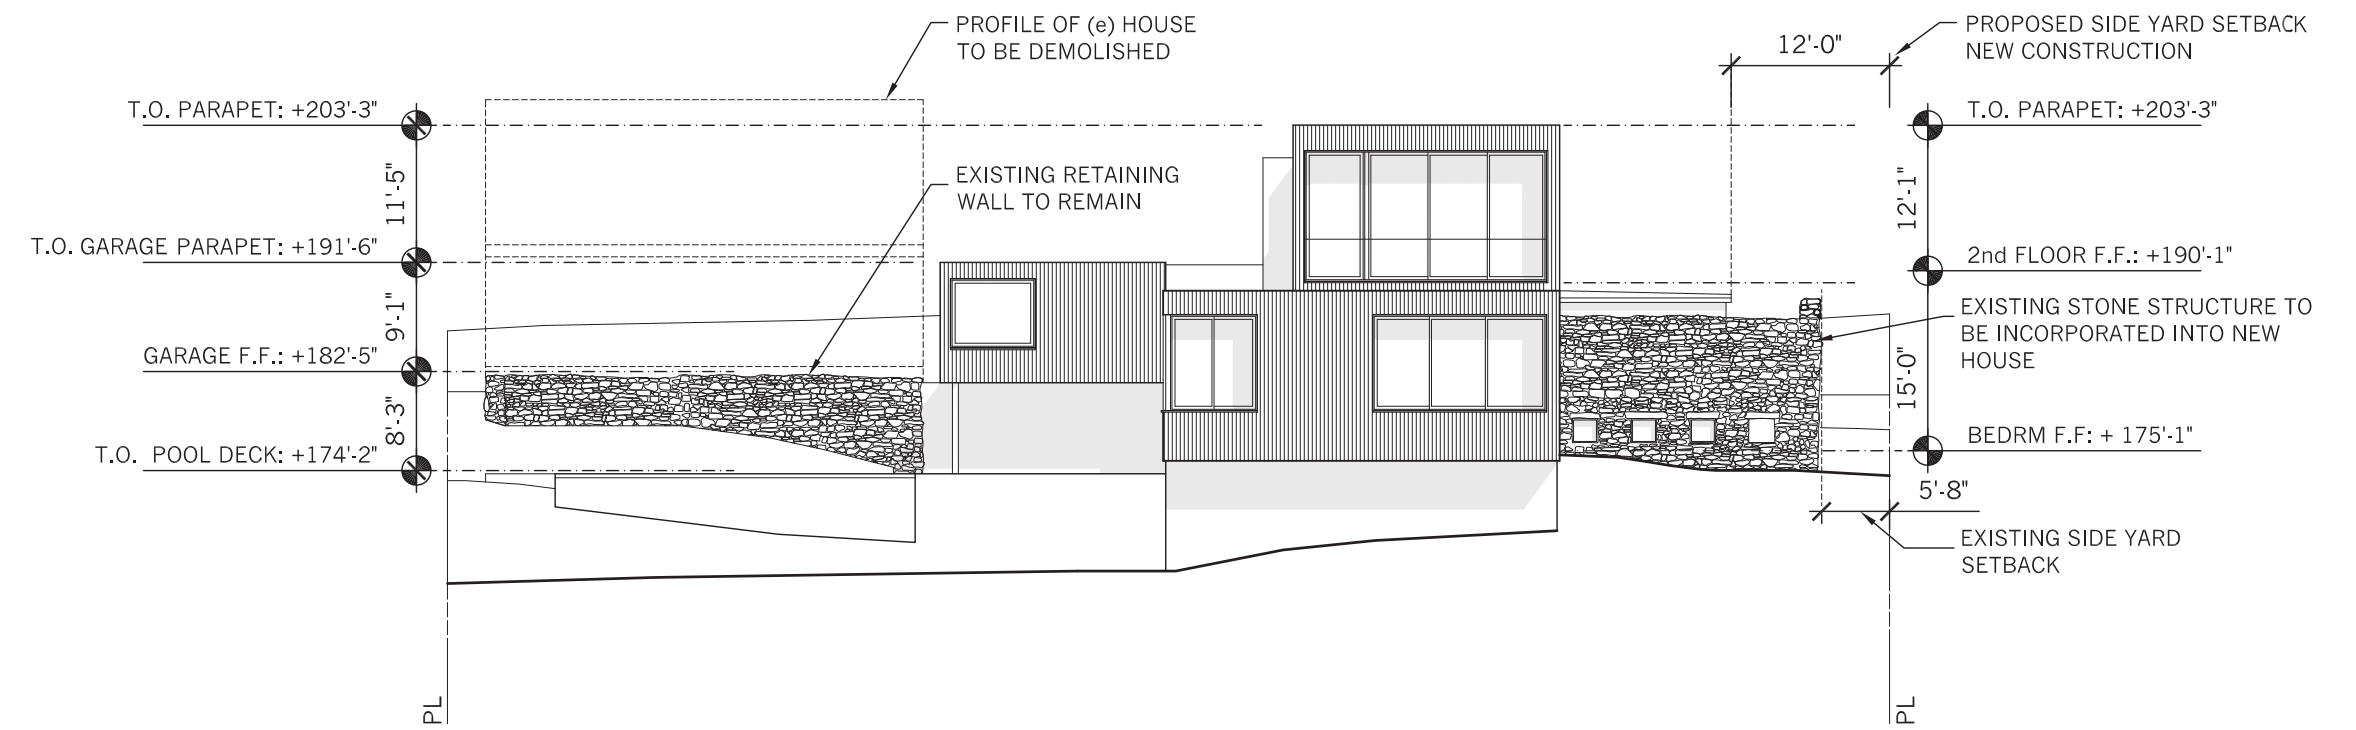 PROFILE OF (e) HOUSE
TO BE DEMOLISHED
PROPOSED SIDE YARD SETBACK
NEW CONSTRUCTION
12'-0"
T.O. PARAPET: +203'-3"
T.O. PARAPET: +203'-3"
11'-5"
EXISTING RETAINING
WALL TO REMAIN
12'-1"
T.O. GARAGE PARAPET: +191'-6"
2nd FLOOR F.F.: +190'-1"
9'-1"
EXISTING STONE STRUCTURE TO
BE INCORPORATED INTO NEW
HOUSE
GARAGE F.F.: +182'-5"
15'-0"
8'-3"
BEDRM F.F: + 175'-1"
T.O. POOL DECK: +174'-2"
5'-8"
EXISTING SIDE YARD
SETBACK
PL
PL